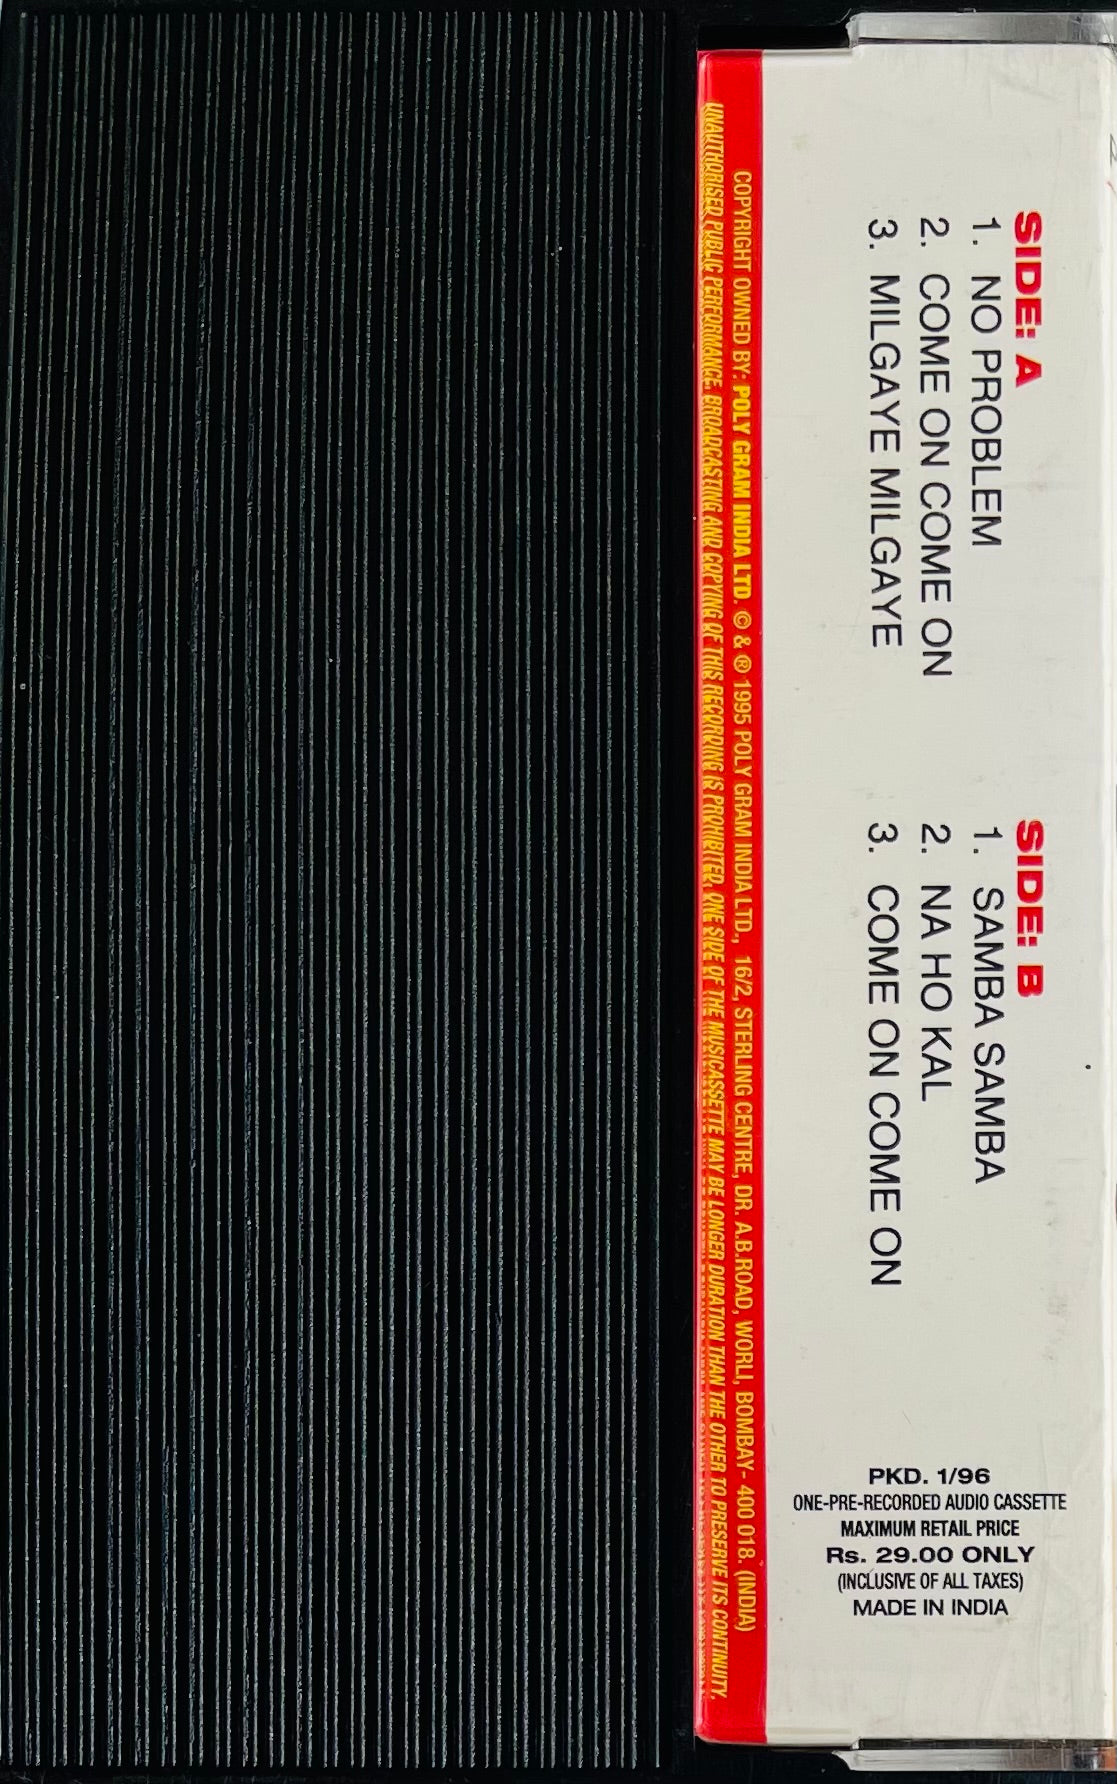 SIDE: A
1. NO PROBLEM
2. COME ON COME ON
3. MILGAYE MILGAYE
SIDE: B
1. SAMBA SAMBA
2. NA HO KAL
3. COME ON COME ON
PKD. 1/96
ONE-PRE-RECORDED AUDIO CASSETTE
MAXIMUM RETAIL PRICE
Rs. 29.00 ONLY
(INCLUSIVE OF ALL TAXES)
MADE IN INDIA
COPYRIGHT OWNED BY: POLY GRAM INDIA LTD. © & ℗ 1995 POLY GRAM INDIA LTD., 16/2, STERLING CENTRE, DR. A.B.ROAD, WORLI, BOMBAY- 400 018. (INDIA)
UNAUTHORISED PUBLIC PERFORMANCE, BROADCASTING AND COPYING OF THIS RECORDING IS PROHIBITED. ONE SIDE OF THE MUSICASSETTE MAY BE LONGER DURATION THAN THE OTHER TO PRESERVE ITS CONTINUITY.